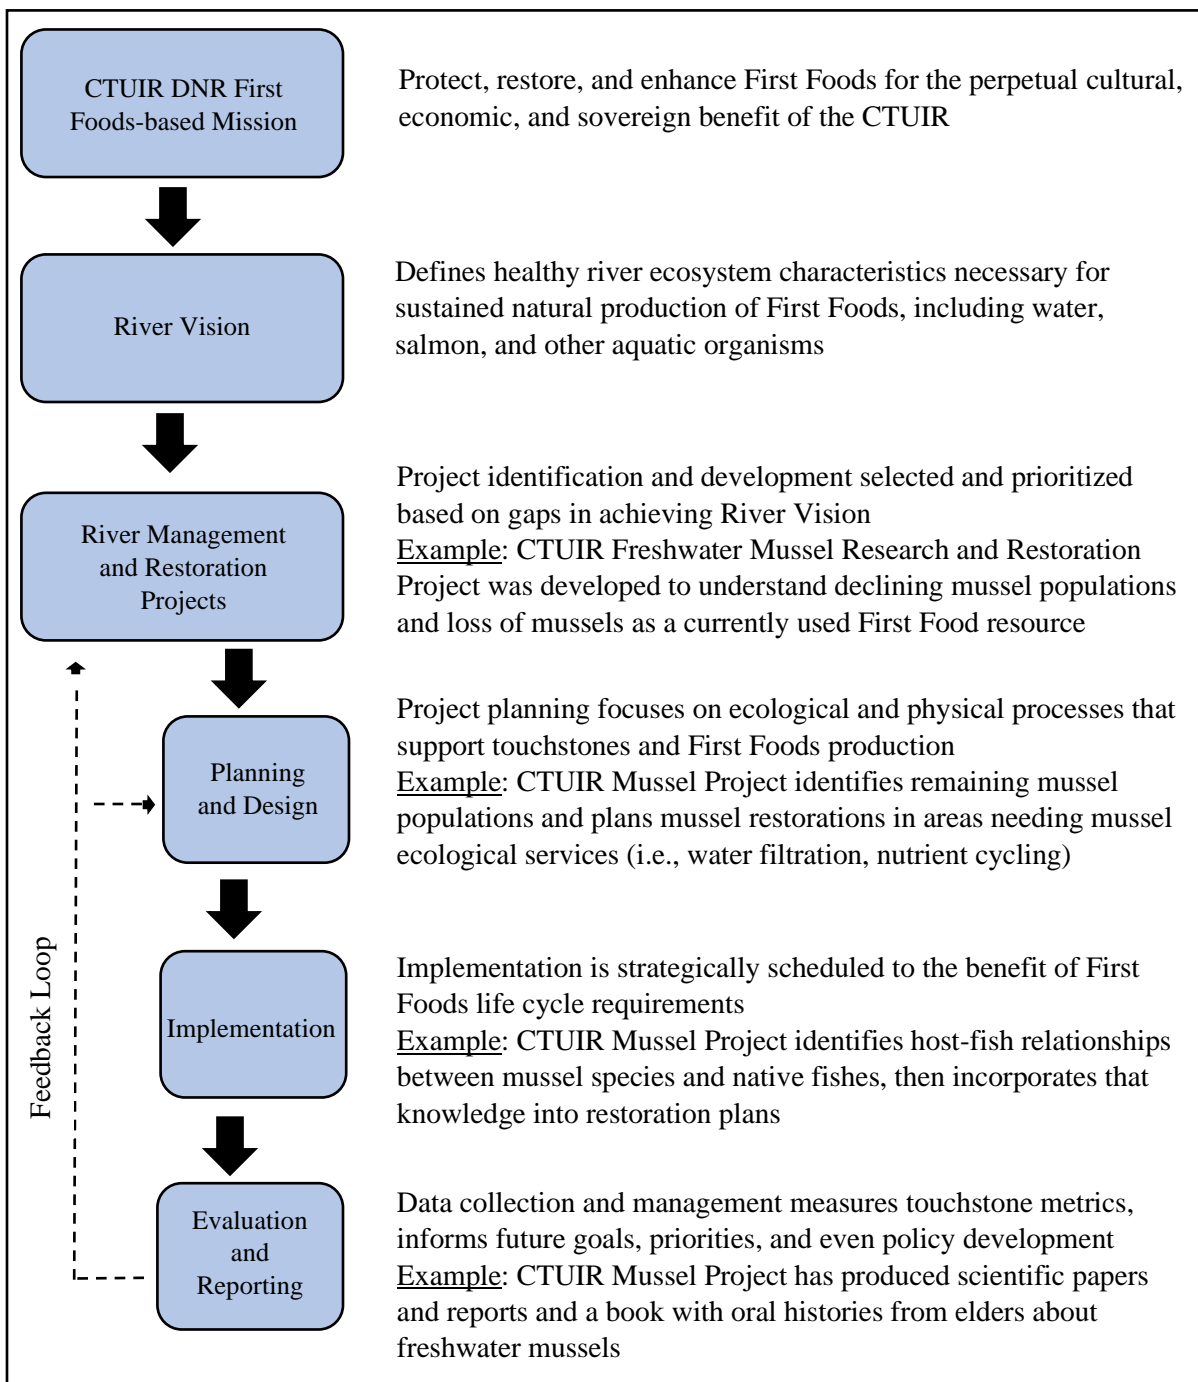 CTUIR DNR First
Foods-based Mission
Protect, restore, and enhance First Foods for the perpetual cultural,
economic, and sovereign benefit of the CTUIR
River Vision
Defines healthy river ecosystem characteristics necessary for
sustained natural production of First Foods, including water,
salmon, and other aquatic organisms
River Management
and Restoration
Projects
Project identification and development selected and prioritized
based on gaps in achieving River Vision
Example: CTUIR Freshwater Mussel Research and Restoration
Project was developed to understand declining mussel populations
and loss of mussels as a currently used First Food resource
Planning
and Design
Project planning focuses on ecological and physical processes that
support touchstones and First Foods production
Example: CTUIR Mussel Project identifies remaining mussel
populations and plans mussel restorations in areas needing mussel
ecological services (i.e., water filtration, nutrient cycling)
Feedback Loop
Implementation
Implementation is strategically scheduled to the benefit of First
Foods life cycle requirements
Example: CTUIR Mussel Project identifies host-fish relationships
between mussel species and native fishes, then incorporates that
knowledge into restoration plans
Evaluation
and
Reporting
Data collection and management measures touchstone metrics,
informs future goals, priorities, and even policy development
Example: CTUIR Mussel Project has produced scientific papers
and reports and a book with oral histories from elders about
freshwater mussels